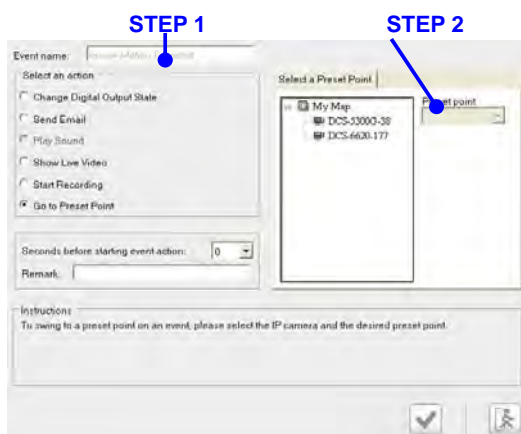 STEP 1
STEP 2
Event name:
Select an action
Change Digital Output State
Send Email
Play Sound
Show Live Video
Start Recording
Go to Preset Point
Seconds before starting event action: 0
Remark:
Select a Preset Point
My Map
DCS-5300G-38
DCS-6620-177
Preset point
Instructions
To swing to a preset point on an event, please select the IP camera and the desired preset point.